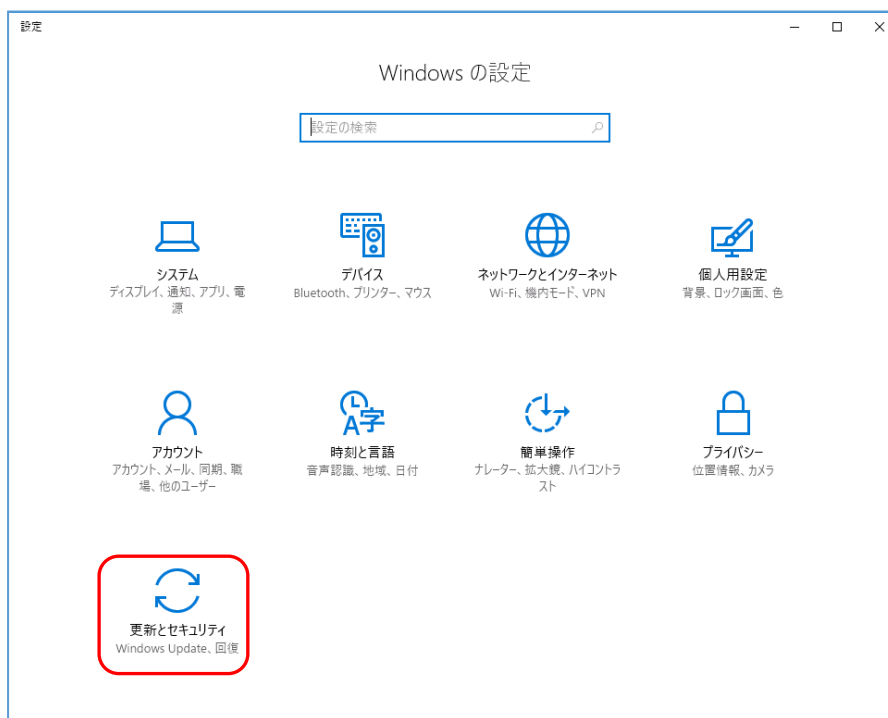 設定
Windows の設定
設定の検索
システム
ディスプレイ、通知、アプリ、電
源
デバイス
Bluetooth、プリンター、マウス
ネットワークとインターネット
Wi-Fi、機内モード、VPN
個人用設定
背景、ロック画面、色
アカウント
アカウント、メール、同期、職
場、他のユーザー
時刻と言語
音声認識、地域、日付
簡単操作
ナレーター、拡大鏡、ハイコントラ
スト
プライバシー
位置情報、カメラ
更新とセキュリティ
Windows Update、回復